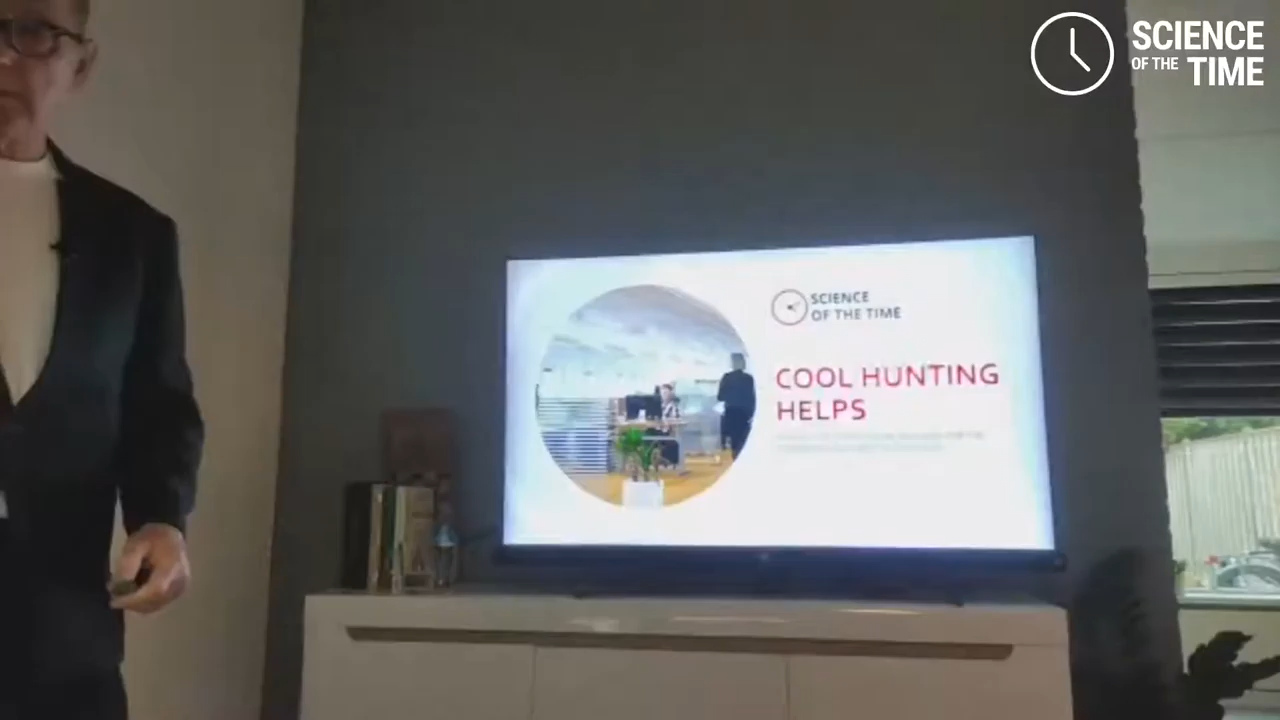 SCIENCE
OF THE TIME
SCIENCE
OF THE TIME
COOL HUNTING
HELPS